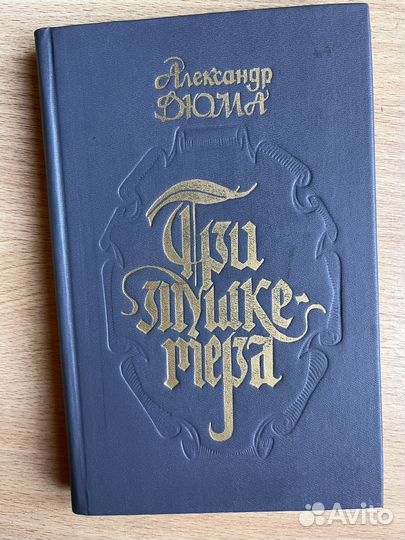 Александр
ДЮМА
Три
мушке-
тера
Avito